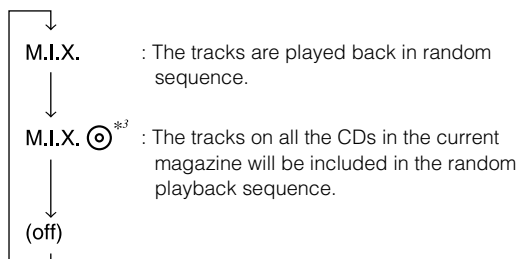 M.I.X. : The tracks are played back in random
sequence.
M.I.X. *3 : The tracks on all the CDs in the current
magazine will be included in the random
playback sequence.
(off)